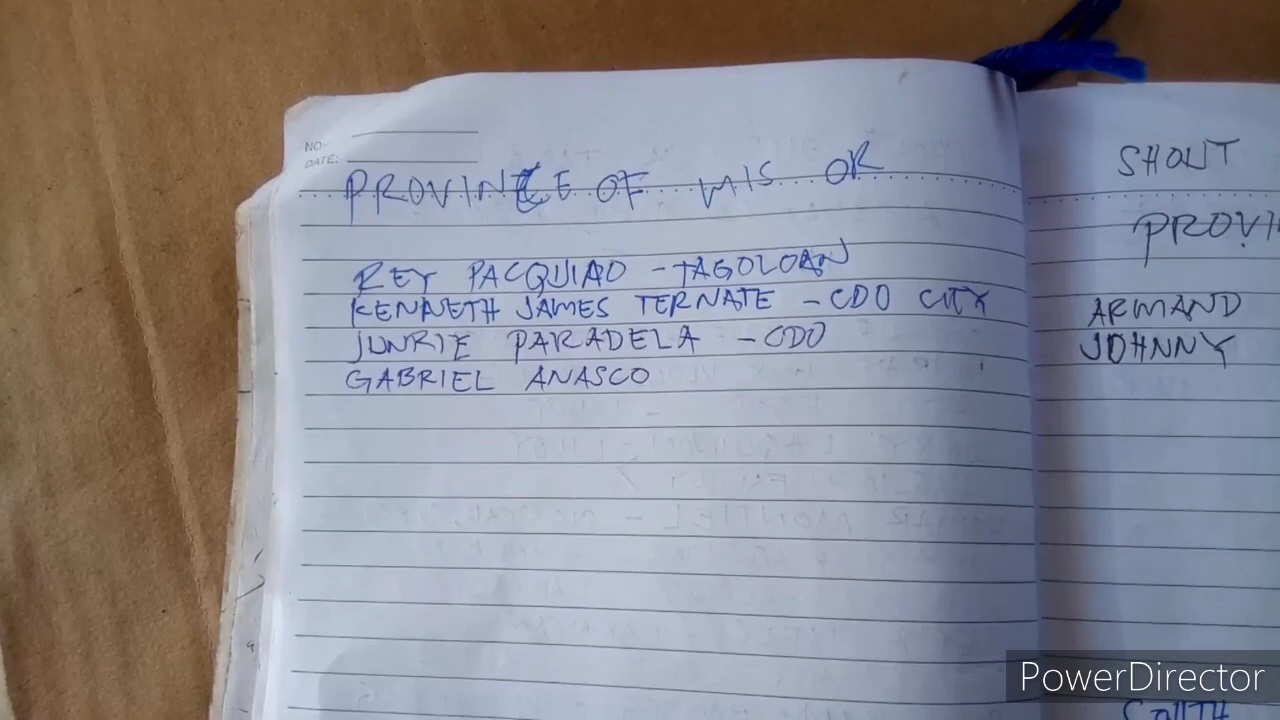 NO-
DATE:
PROVINCE OF MIS OR
REY PACQUIAO - TAGOLOAN
KENNETH JAMES TERNATE - CDO CITY
JUNRIE PARADELA - CDO
GABRIEL ANASCO
SHOUT
PROVI
ARMAND
JOHNNY
SOUTH
PowerDirector